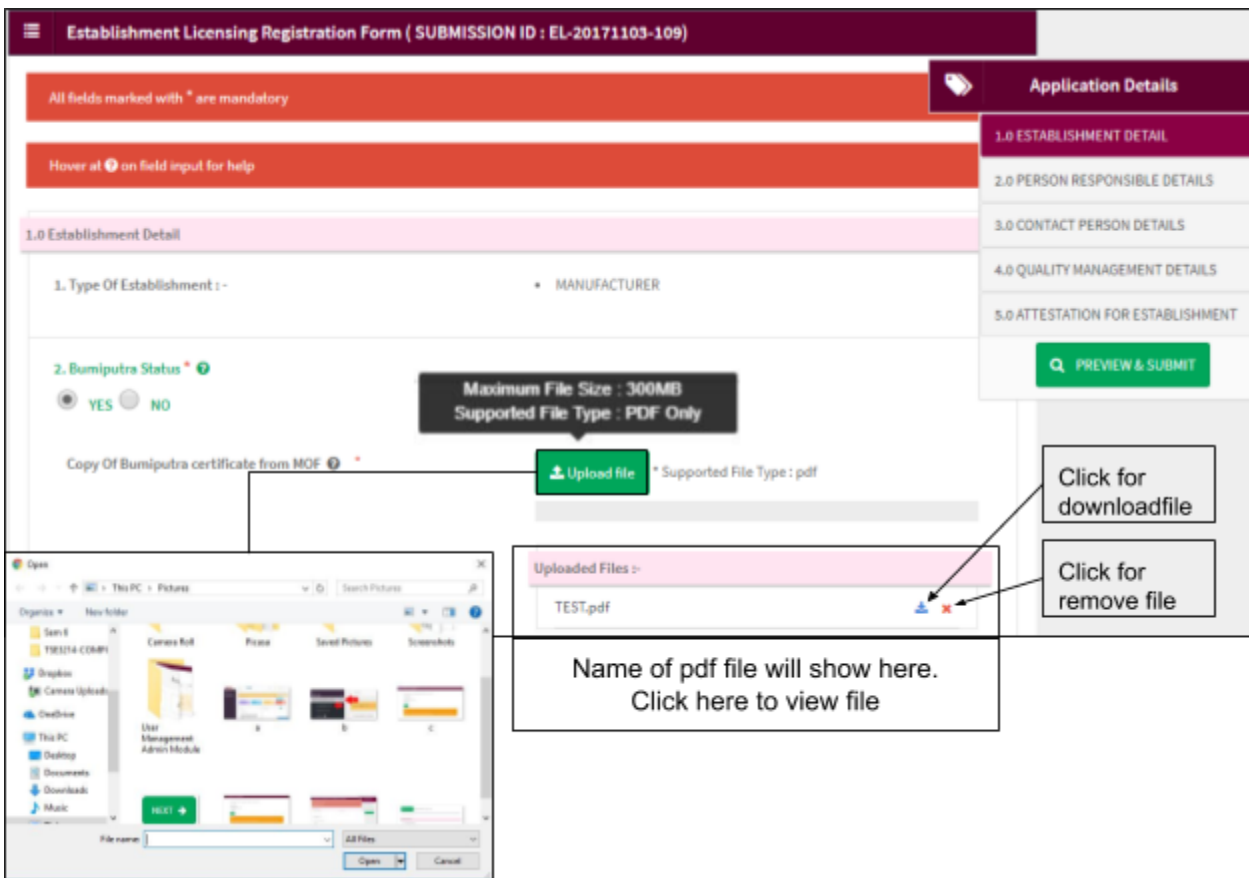 Establishment Licensing Registration Form ( SUBMISSION ID : EL-20171103-109)
All fields marked with * are mandatory
Hover at ? on field input for help
Application Details
1.0 ESTABLISHMENT DETAIL
2.0 PERSON RESPONSIBLE DETAILS
3.0 CONTACT PERSON DETAILS
4.0 QUALITY MANAGEMENT DETAILS
5.0 ATTESTATION FOR ESTABLISHMENT
PREVIEW & SUBMIT
1.0 Establishment Detail
1. Type Of Establishment : -
• MANUFACTURER
2. Bumiputra Status * ?
YES NO
Maximum File Size : 300MB
Supported File Type : PDF Only
Copy Of Bumiputra certificate from MOF ? *
Upload file * Supported File Type : pdf
Click for
downloadfile
Click for
remove file
Uploaded Files :-
TEST.pdf
Name of pdf file will show here.
Click here to view file
Open
This PC › Pictures
Search Pictures
Organize New folder
Sem 6
Dropbox
Camera Uploads
OneDrive
This PC
Desktop
Documents
Downloads
Music
Camera Roll
Picasa
Saved Pictures
Screenshots
User
Management
Admin Module
a
b
c
NEXT
File name:
All Files
Open
Cancel